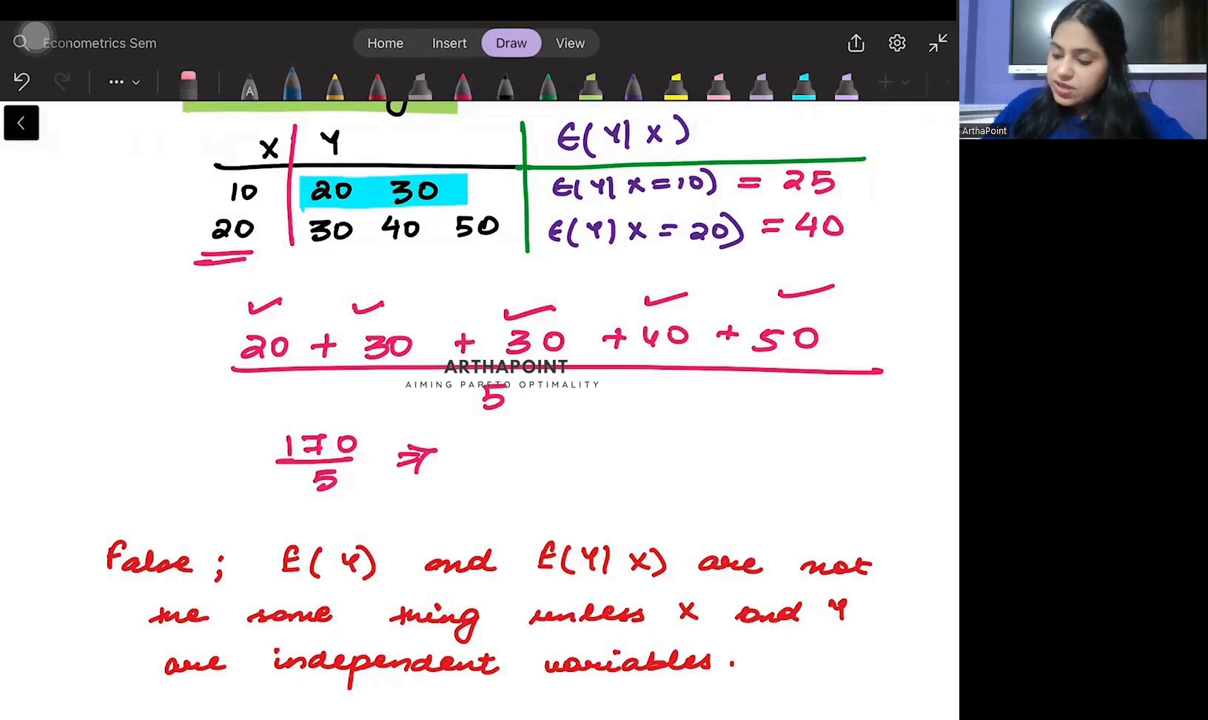 Econometrics Sem
Home Insert Draw View
A
X Y E(Y|X)
10 20 30 E(Y|X=10) = 25
20 30 40 50 E(Y|X=20) = 40
20 + 30 + 30 + 40 + 50
5
ARTHAPOINT
AIMING PARETO OPTIMALITY
170
5
⇒
False; E(Y) and E(Y|X) are not
the same thing unless X and Y
are independent variables.
ArthaPoint